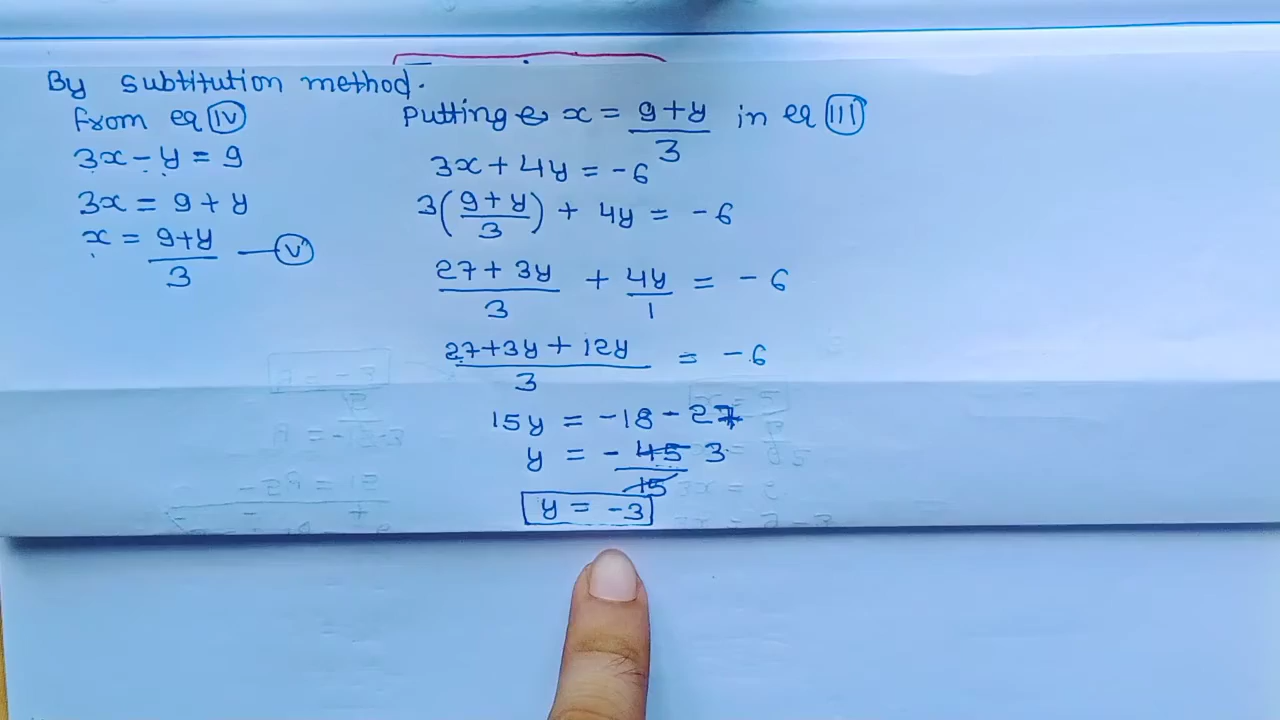 By subtitution method.
from eq IV
3x - y = 9
3x = 9 + y
x = 9+y/3 — V
Putting x = 9+y/3 in eq III
3x + 4y = -6
3(9+y/3) + 4y = -6
27 + 3y/3 + 4y/1 = -6
27+3y+12y/3 = -6
15y = -18 - 27
y = -45/15 3
y = -3